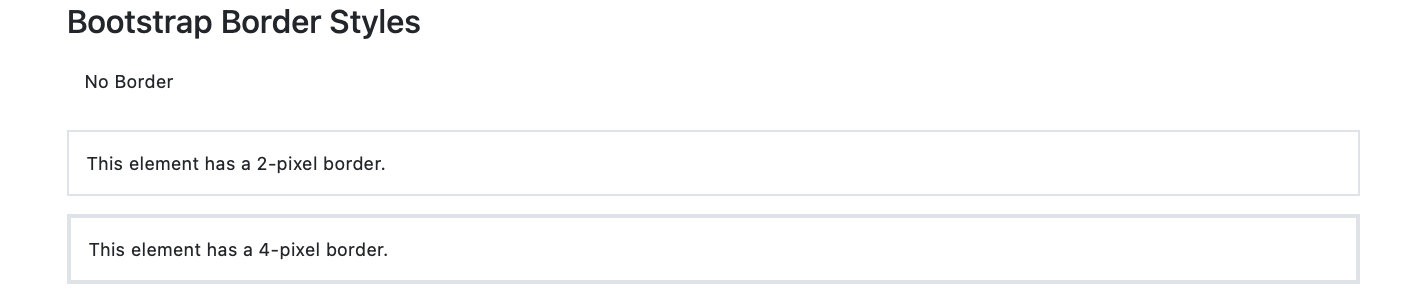 Bootstrap Border Styles
No Border
This element has a 2-pixel border.
This element has a 4-pixel border.